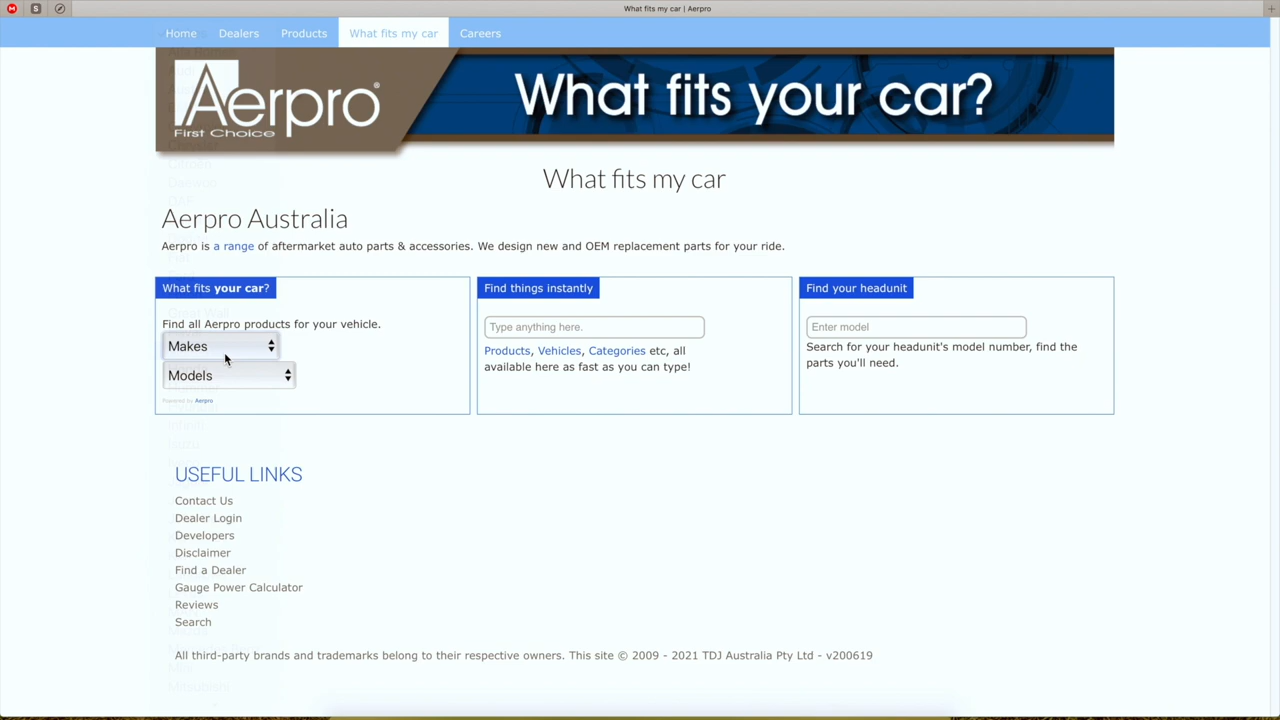 What fits my car | Aerpro
Home Dealers Products What fits my car Careers
Aerpro®
First Choice
What fits your car?
What fits my car
Aerpro Australia
Aerpro is a range of aftermarket auto parts & accessories. We design new and OEM replacement parts for your ride.
What fits your car?
Find all Aerpro products for your vehicle.
Makes
Models
Powered by Aerpro
Find things instantly
Type anything here.
Products, Vehicles, Categories etc, all
available here as fast as you can type!
Find your headunit
Enter model
Search for your headunit's model number, find the
parts you'll need.
USEFUL LINKS
Contact Us
Dealer Login
Developers
Disclaimer
Find a Dealer
Gauge Power Calculator
Reviews
Search
All third-party brands and trademarks belong to their respective owners. This site © 2009 - 2021 TDJ Australia Pty Ltd - v200619